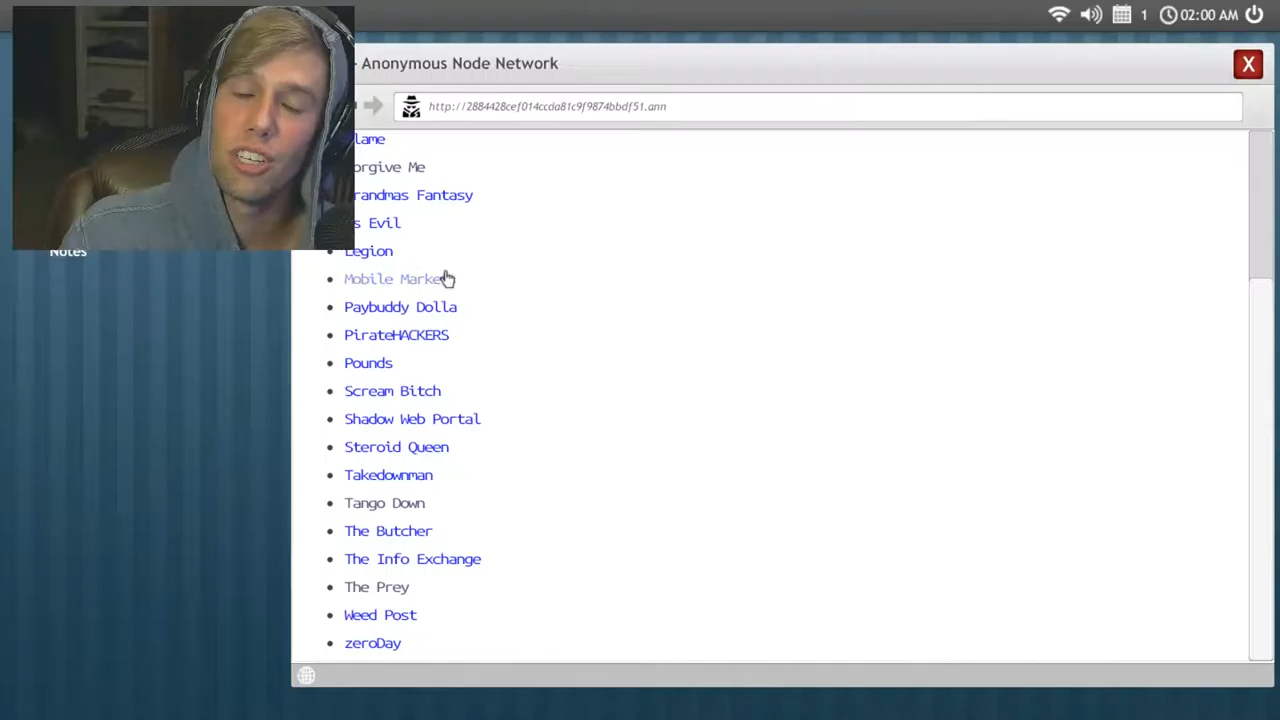 1 02:00 AM
- Anonymous Node Network
X
http://2884428cef014ccda81c9f9874bbdf51.ann
lame
orgive Me
randmas Fantasy
s Evil
Notes
Legion
Mobile Marke
Paybuddy Dolla
PirateHACKERS
Pounds
Scream Bitch
Shadow Web Portal
Steroid Queen
Takedownman
Tango Down
The Butcher
The Info Exchange
The Prey
Weed Post
zeroDay